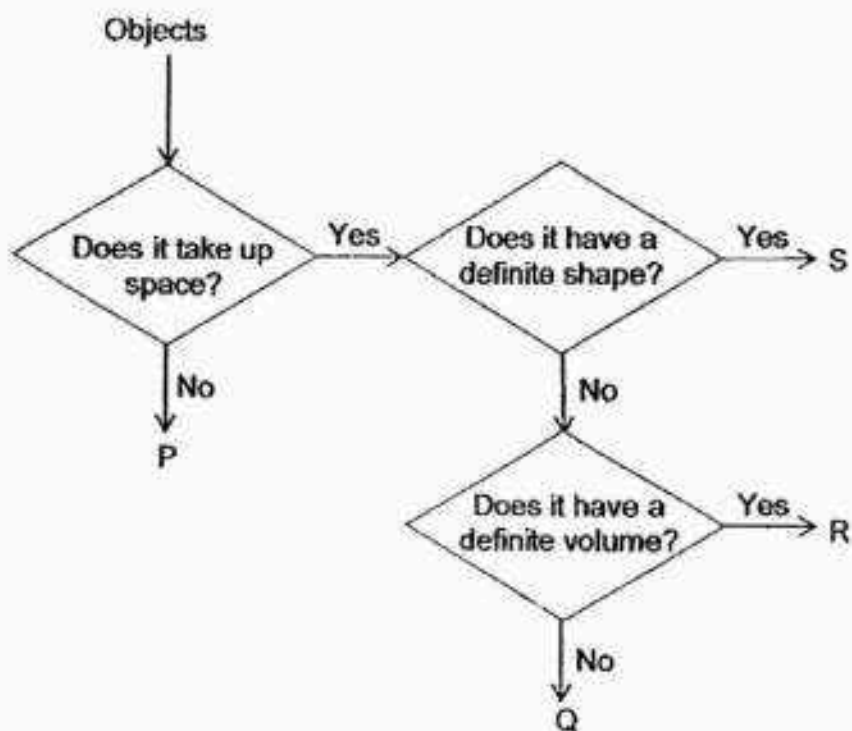 Objects
Does it take up
space?
Yes
Does it have a
definite shape?
Yes
S
No
P
No
Does it have a
definite volume?
Yes
R
No
Q